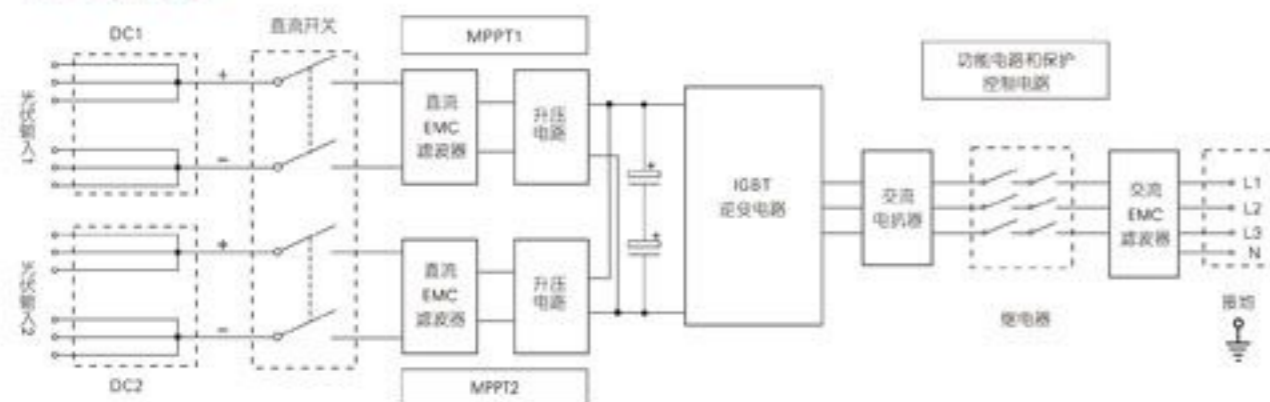 DC1
直流开关
MPPT1
功能电路和保护
控制电路
光伏输入1
+
-
直流
EMC
滤波器
升压
电路
+
+
IGBT
逆变电路
交流
电抗器
交流
EMC
滤波器
L1
L2
L3
N
光伏输入2
+
-
直流
EMC
滤波器
升压
电路
继电器
接地
DC2
MPPT2